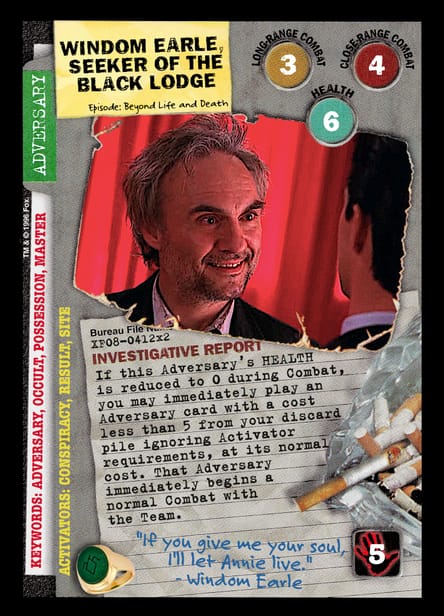 WINDOM EARLE,
SEEKER OF THE
BLACK LODGE
Episode: Beyond Life and Death
LONG-RANGE COMBAT
3
CLOSE-RANGE COMBAT
4
HEALTH
6
ADVERSARY
TM & © 1996 Fox.
KEYWORDS: ADVERSARY, OCCULT, POSSESSION, MASTER
ACTIVATORS: CONSPIRACY, RESULT, SITE
Bureau File
XF08-0412x2
INVESTIGATIVE REPORT
If this Adversary's HEALTH
is reduced to 0 during Combat,
you may immediately play an
Adversary card with a cost
less than 5 from your discard
pile ignoring Activator
requirements, at its normal
cost. That Adversary
immediately begins a
normal Combat with
the Team.
"If you give me your soul,
I'll let Annie live."
- Windom Earle
5